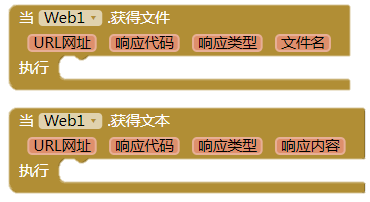 当 Web1 .获得文件
URL网址 响应代码 响应类型 文件名
执行
当 Web1 .获得文本
URL网址 响应代码 响应类型 响应内容
执行